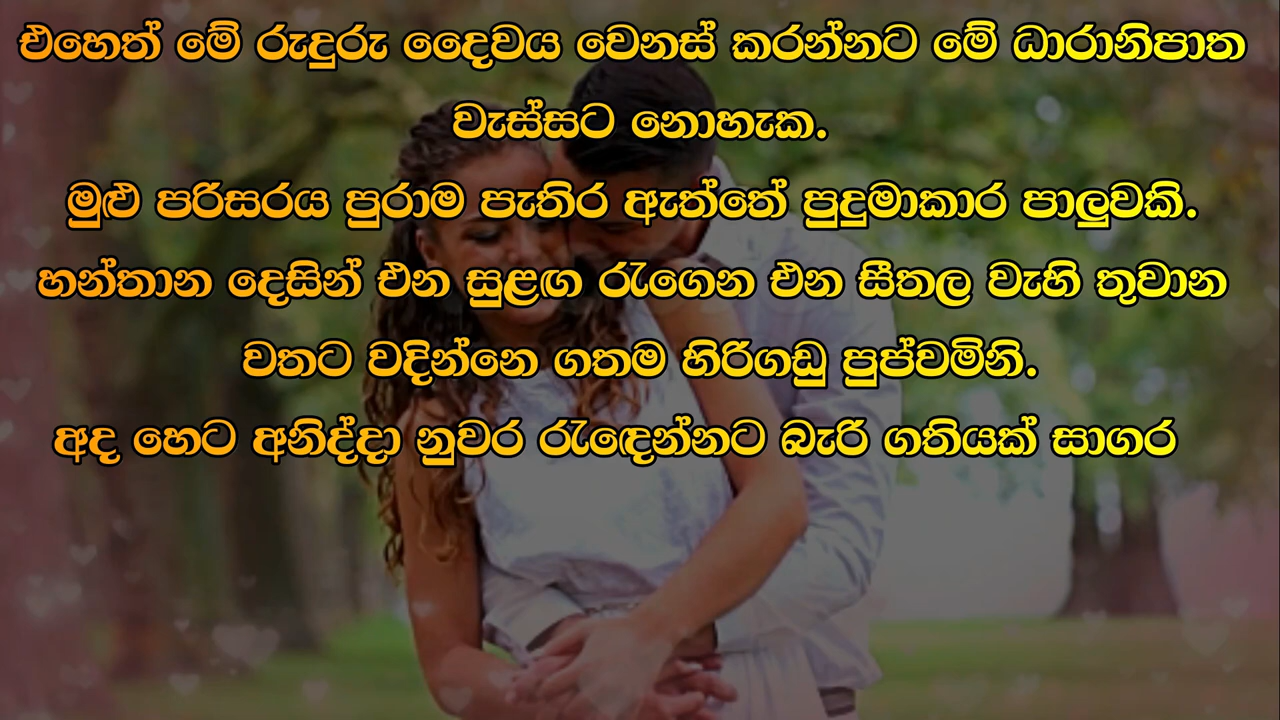 එහෙත් මේ රුදුරු දෛවය වෙනස් කරන්නට මේ ධාරානිපාත
වැස්සට නොහැක.
මුළු පරිසරය පුරාම පැතිර ඇත්තේ පුදුමාකාර පාලුවකි.
හන්තාන දෙසින් එන සුළඟ රැගෙන එන සීතල වැහි තුවාන
වතට වදින්නෙ ගතම හිරිගඩු පුප්වමිනි.
අද හෙට අනිද්දා නුවර රැඳෙන්නට බැරි ගතියක් සාගර